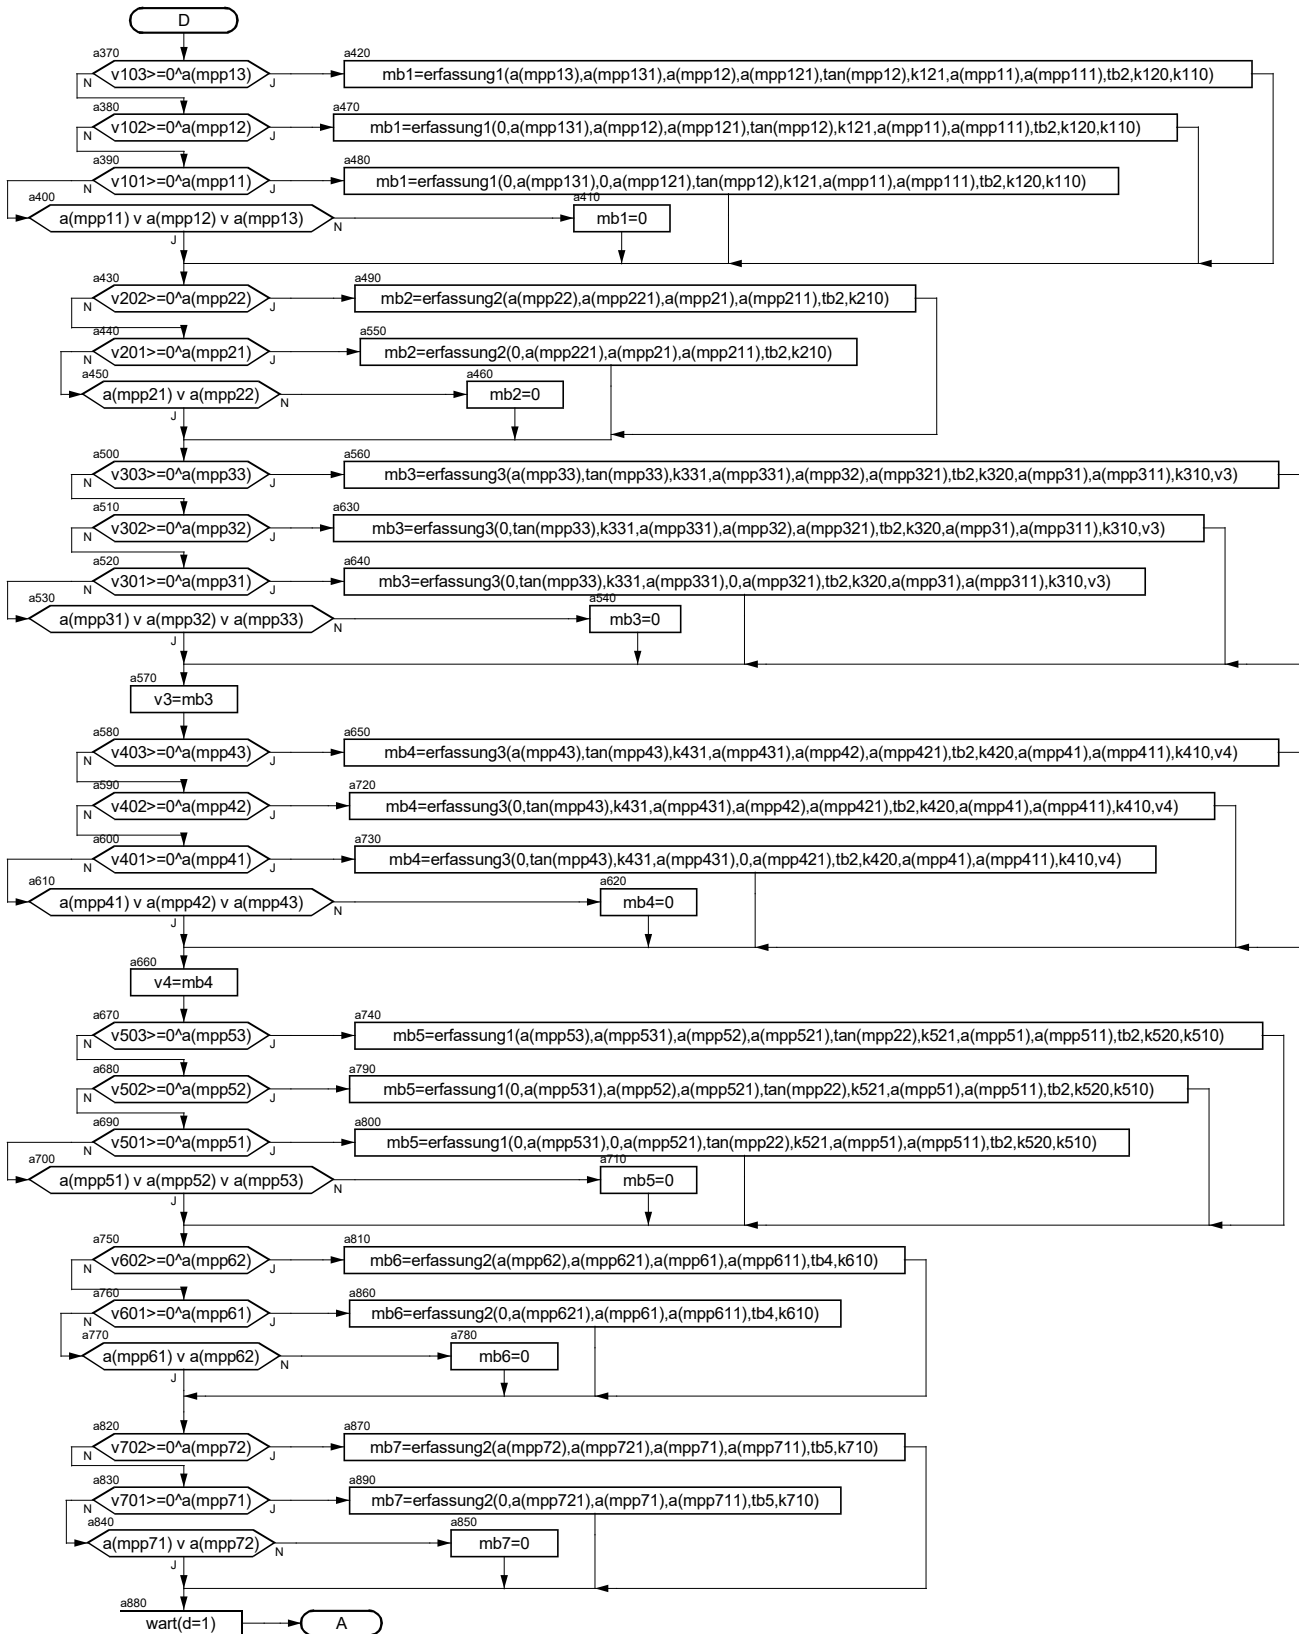 D
a370
v103>=0^a(mpp13)
N
J
a420
mb1=erfassung1(a(mpp13),a(mpp131),a(mpp12),a(mpp121),tan(mpp12),k121,a(mpp11),a(mpp111),tb2,k120,k110)
a380
v102>=0^a(mpp12)
N
J
a470
mb1=erfassung1(0,a(mpp131),a(mpp12),a(mpp121),tan(mpp12),k121,a(mpp11),a(mpp111),tb2,k120,k110)
a390
v101>=0^a(mpp11)
N
J
a480
mb1=erfassung1(0,a(mpp131),0,a(mpp121),tan(mpp12),k121,a(mpp11),a(mpp111),tb2,k120,k110)
a400
a(mpp11) v a(mpp12) v a(mpp13)
N
J
a410
mb1=0
a430
v202>=0^a(mpp22)
N
J
a490
mb2=erfassung2(a(mpp22),a(mpp221),a(mpp21),a(mpp211),tb2,k210)
a440
v201>=0^a(mpp21)
N
J
a550
mb2=erfassung2(0,a(mpp221),a(mpp21),a(mpp211),tb2,k210)
a450
a(mpp21) v a(mpp22)
N
J
a460
mb2=0
a500
v303>=0^a(mpp33)
N
J
a560
mb3=erfassung3(a(mpp33),tan(mpp33),k331,a(mpp331),a(mpp32),a(mpp321),tb2,k320,a(mpp31),a(mpp311),k310,v3)
a510
v302>=0^a(mpp32)
N
J
a630
mb3=erfassung3(0,tan(mpp33),k331,a(mpp331),a(mpp32),a(mpp321),tb2,k320,a(mpp31),a(mpp311),k310,v3)
a520
v301>=0^a(mpp31)
N
J
a640
mb3=erfassung3(0,tan(mpp33),k331,a(mpp331),0,a(mpp321),tb2,k320,a(mpp31),a(mpp311),k310,v3)
a530
a(mpp31) v a(mpp32) v a(mpp33)
N
J
a540
mb3=0
a570
v3=mb3
a580
v403>=0^a(mpp43)
N
J
a650
mb4=erfassung3(a(mpp43),tan(mpp43),k431,a(mpp431),a(mpp42),a(mpp421),tb2,k420,a(mpp41),a(mpp411),k410,v4)
a590
v402>=0^a(mpp42)
N
J
a720
mb4=erfassung3(0,tan(mpp43),k431,a(mpp431),a(mpp42),a(mpp421),tb2,k420,a(mpp41),a(mpp411),k410,v4)
a600
v401>=0^a(mpp41)
N
J
a730
mb4=erfassung3(0,tan(mpp43),k431,a(mpp431),0,a(mpp421),tb2,k420,a(mpp41),a(mpp411),k410,v4)
a610
a(mpp41) v a(mpp42) v a(mpp43)
N
J
a620
mb4=0
a660
v4=mb4
a670
v503>=0^a(mpp53)
N
J
a740
mb5=erfassung1(a(mpp53),a(mpp531),a(mpp52),a(mpp521),tan(mpp22),k521,a(mpp51),a(mpp511),tb2,k520,k510)
a680
v502>=0^a(mpp52)
N
J
a790
mb5=erfassung1(0,a(mpp531),a(mpp52),a(mpp521),tan(mpp22),k521,a(mpp51),a(mpp511),tb2,k520,k510)
a690
v501>=0^a(mpp51)
N
J
a800
mb5=erfassung1(0,a(mpp531),0,a(mpp521),tan(mpp22),k521,a(mpp51),a(mpp511),tb2,k520,k510)
a700
a(mpp51) v a(mpp52) v a(mpp53)
N
J
a710
mb5=0
a750
v602>=0^a(mpp62)
N
J
a810
mb6=erfassung2(a(mpp62),a(mpp621),a(mpp61),a(mpp611),tb4,k610)
a760
v601>=0^a(mpp61)
N
J
a860
mb6=erfassung2(0,a(mpp621),a(mpp61),a(mpp611),tb4,k610)
a770
a(mpp61) v a(mpp62)
N
J
a780
mb6=0
a820
v702>=0^a(mpp72)
N
J
a870
mb7=erfassung2(a(mpp72),a(mpp721),a(mpp71),a(mpp711),tb5,k710)
a830
v701>=0^a(mpp71)
N
J
a890
mb7=erfassung2(0,a(mpp721),a(mpp71),a(mpp711),tb5,k710)
a840
a(mpp71) v a(mpp72)
N
J
a850
mb7=0
a880
wart(d=1)
A